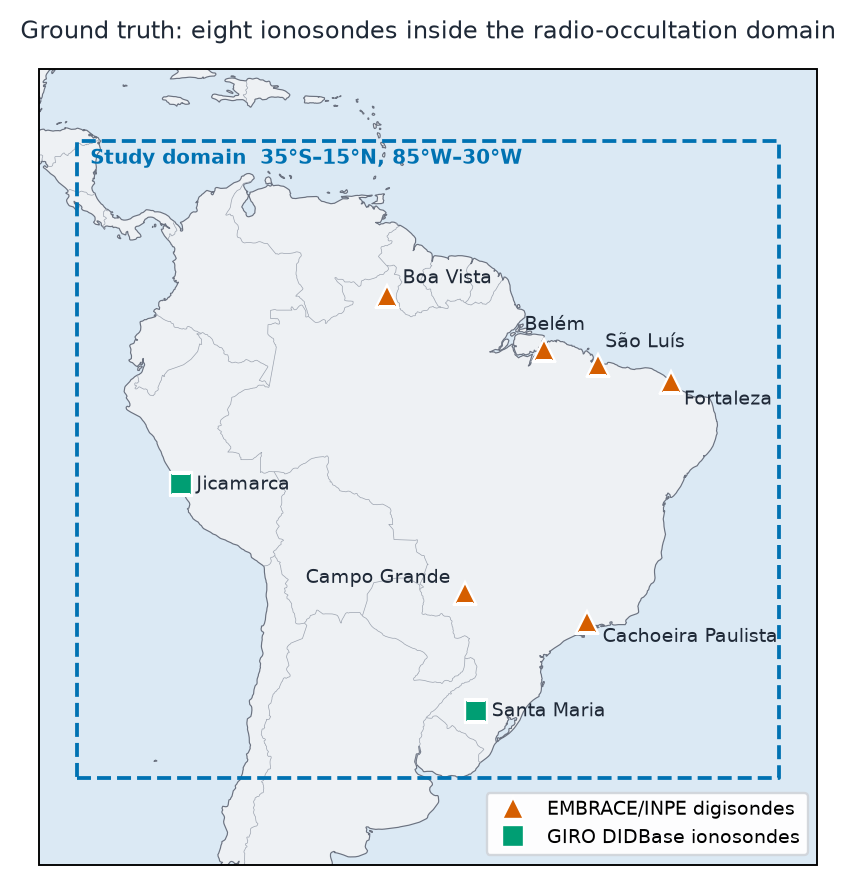 Ground truth: eight ionosondes inside the radio-occultation domain
Study domain  35°S–15°N, 85°W–30°W
Boa Vista
Belém
São Luís
Fortaleza
Jicamarca
Campo Grande
Cachoeira Paulista
Santa Maria
EMBRACE/INPE digisondes
GIRO DIDBase ionosondes